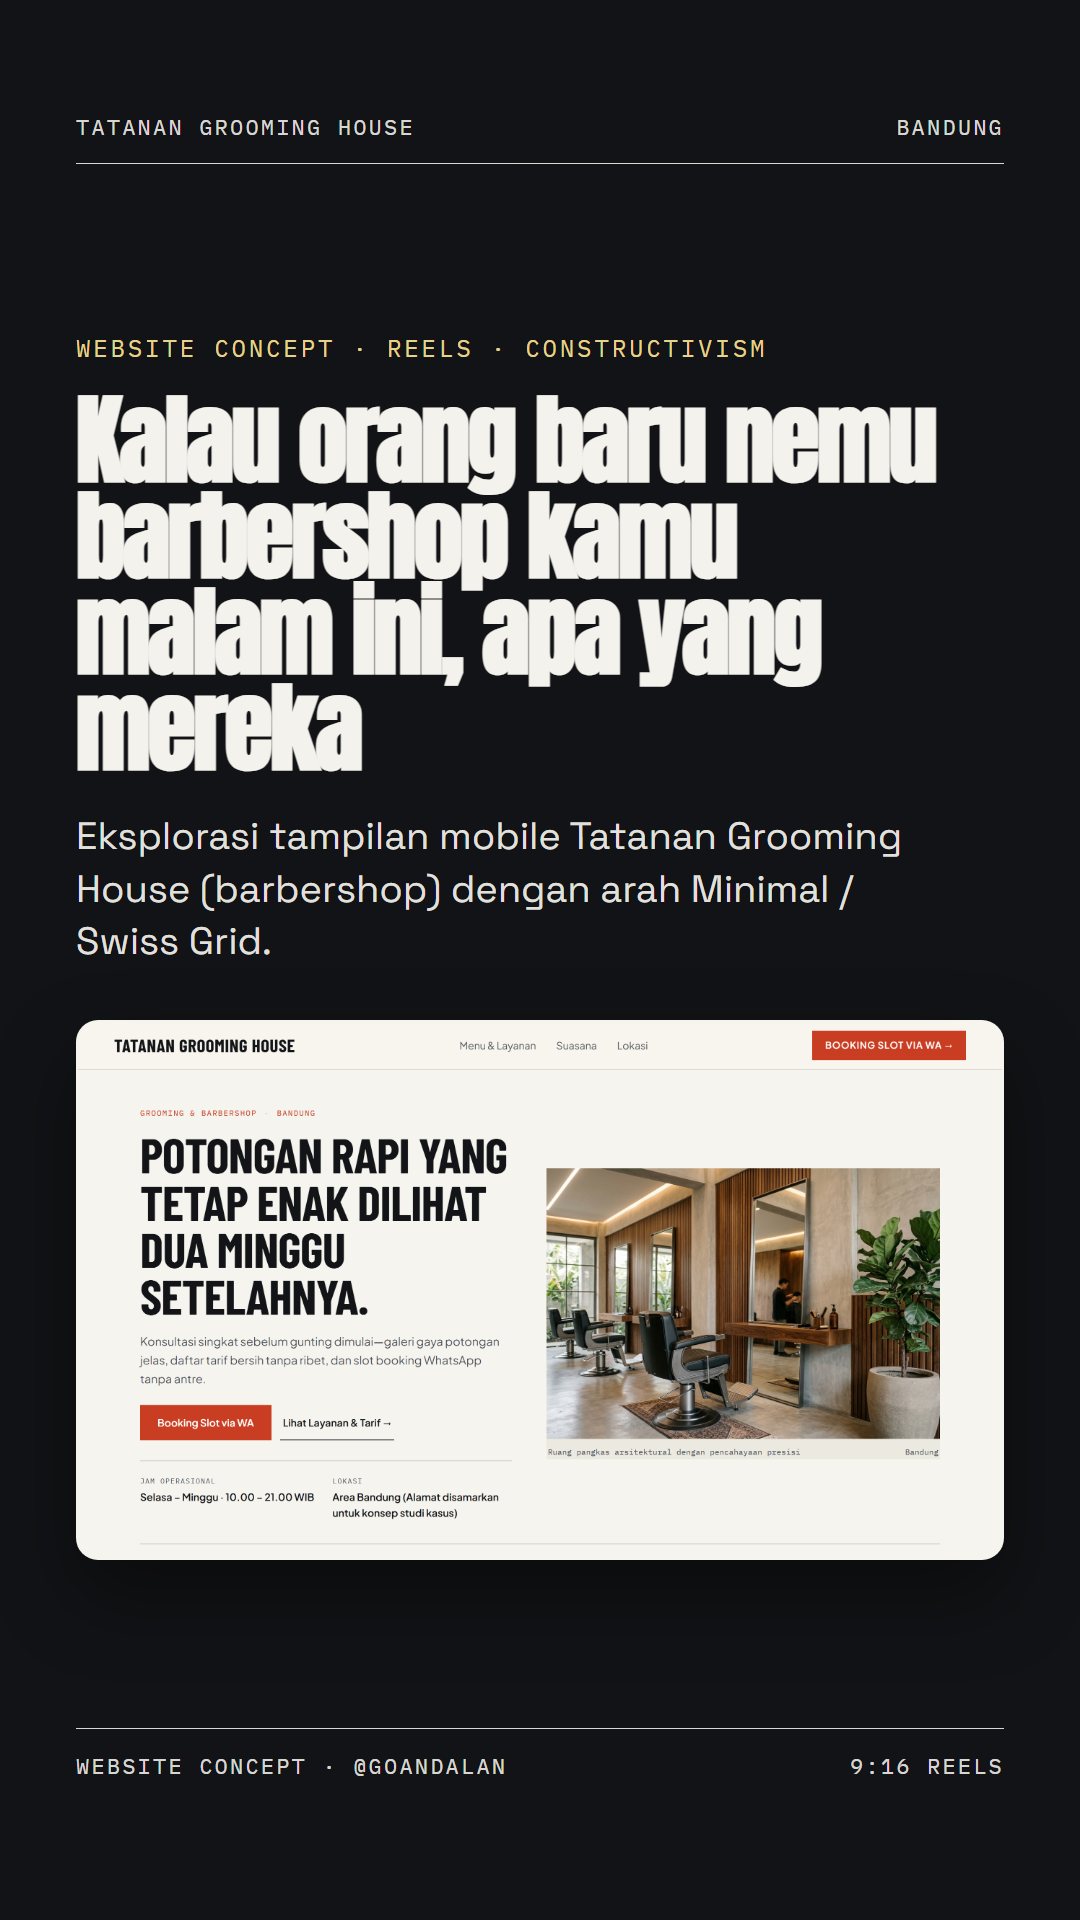 TATANAN GROOMING HOUSE
BANDUNG
WEBSITE CONCEPT · REELS · CONSTRUCTIVISM
Kalau orang baru nemu
barbershop kamu
malam ini, apa yang
mereka
Eksplorasi tampilan mobile Tatanan Grooming
House (barbershop) dengan arah Minimal /
Swiss Grid.
TATANAN GROOMING HOUSE
Menu & Layanan
Suasana
Lokasi
BOOKING SLOT VIA WA →
GROOMING & BARBERSHOP · BANDUNG
POTONGAN RAPI YANG
TETAP ENAK DILIHAT
DUA MINGGU
SETELAHNYA.
Konsultasi singkat sebelum gunting dimulai—galeri gaya potongan
jelas, daftar tarif bersih tanpa ribet, dan slot booking WhatsApp
tanpa antre.
Booking Slot via WA
Lihat Layanan & Tarif →
Ruang pangkas arsitektural dengan pencahayaan presisi
Bandung
JAM OPERASIONAL
Selasa – Minggu · 10.00 – 21.00 WIB
LOKASI
Area Bandung (Alamat disamarkan
untuk konsep studi kasus)
WEBSITE CONCEPT · @GOANDALAN
9:16 REELS